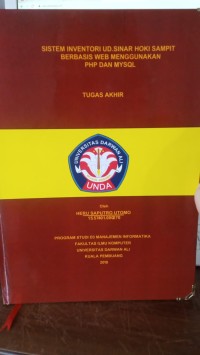 SISTEM INVENTORI UD.SINAR HOKI SAMPIT
BERBASIS WEB MENGGUNAKAN
PHP DAN MYSQL
TUGAS AKHIR
UNIVERSITAS DARWAN ALI
UNDA
Oleh
HERU SAPUTRO UTOMO
PROGRAM STUDI D3 MANAJEMEN INFORMATIKA
FAKULTAS ILMU KOMPUTER
UNIVERSITAS DARWAN ALI
KUALA PEMBUANG